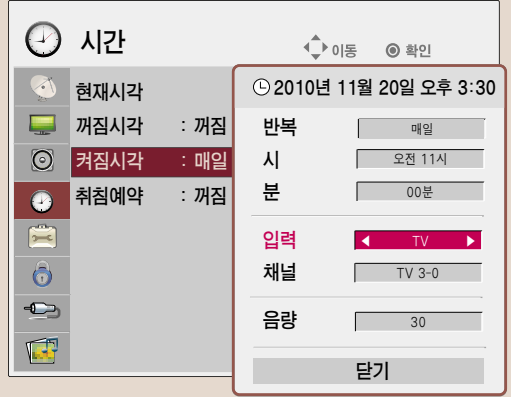 시간
이동 확인
현재시각
꺼짐시각 : 꺼짐
켜짐시각 : 매일
취침예약 : 꺼짐
2010년 11월 20일 오후 3:30
반복 매일
시 오전 11시
분 00분
입력 TV
채널 TV 3-0
음량 30
닫기